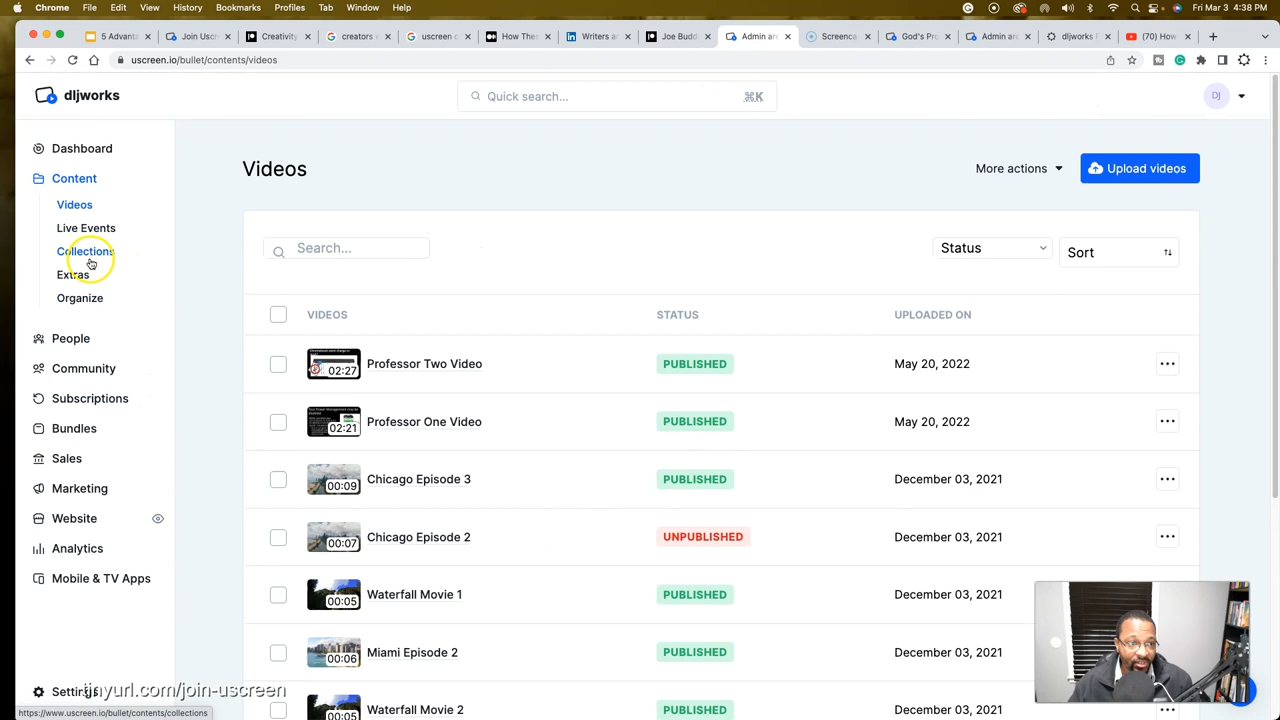 Chrome File Edit View History Bookmarks Profiles Tab Window Help Fri Mar 3 4:38 PM
5 Advanta Join Uscr Creativity creators v uscreen c How Thes Writers a Joe Budd Admin are Screenca God's Pro Admin are dljworks F (70) How
uscreen.io/bullet/contents/videos
dljworks
Quick search... ⌘K
DJ
Dashboard
Content
Videos
Live Events
Collections
Extras
Organize
People
Community
Subscriptions
Bundles
Sales
Marketing
Website
Analytics
Mobile & TV Apps
Settings
tinyurl.com/join-uscreen
https://www.uscreen.io/bullet/contents/collections
Videos
More actions
Upload videos
Search...
Status
Sort
VIDEOS STATUS UPLOADED ON
02:27 Professor Two Video PUBLISHED May 20, 2022
02:21 Professor One Video PUBLISHED May 20, 2022
00:09 Chicago Episode 3 PUBLISHED December 03, 2021
00:07 Chicago Episode 2 UNPUBLISHED December 03, 2021
00:05 Waterfall Movie 1 PUBLISHED December 03, 2021
00:06 Miami Episode 2 PUBLISHED December 03, 2021
00:05 Waterfall Movie 2 PUBLISHED December 03, 2021